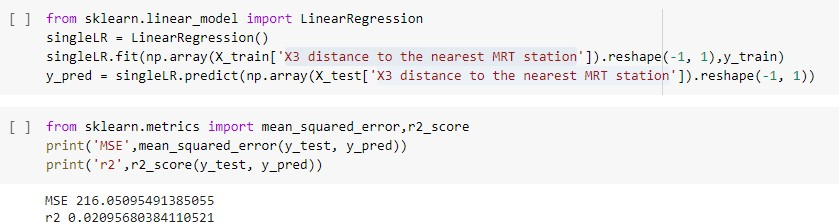 [ ] from sklearn.linear_model import LinearRegression
singleLR = LinearRegression()
singleLR.fit(np.array(X_train['X3 distance to the nearest MRT station']).reshape(-1, 1),y_train)
y_pred = singleLR.predict(np.array(X_test['X3 distance to the nearest MRT station']).reshape(-1, 1))
[ ] from sklearn.metrics import mean_squared_error,r2_score
print('MSE',mean_squared_error(y_test, y_pred))
print('r2',r2_score(y_test, y_pred))
MSE 216.05095491385055
r2 0.02095680384110521